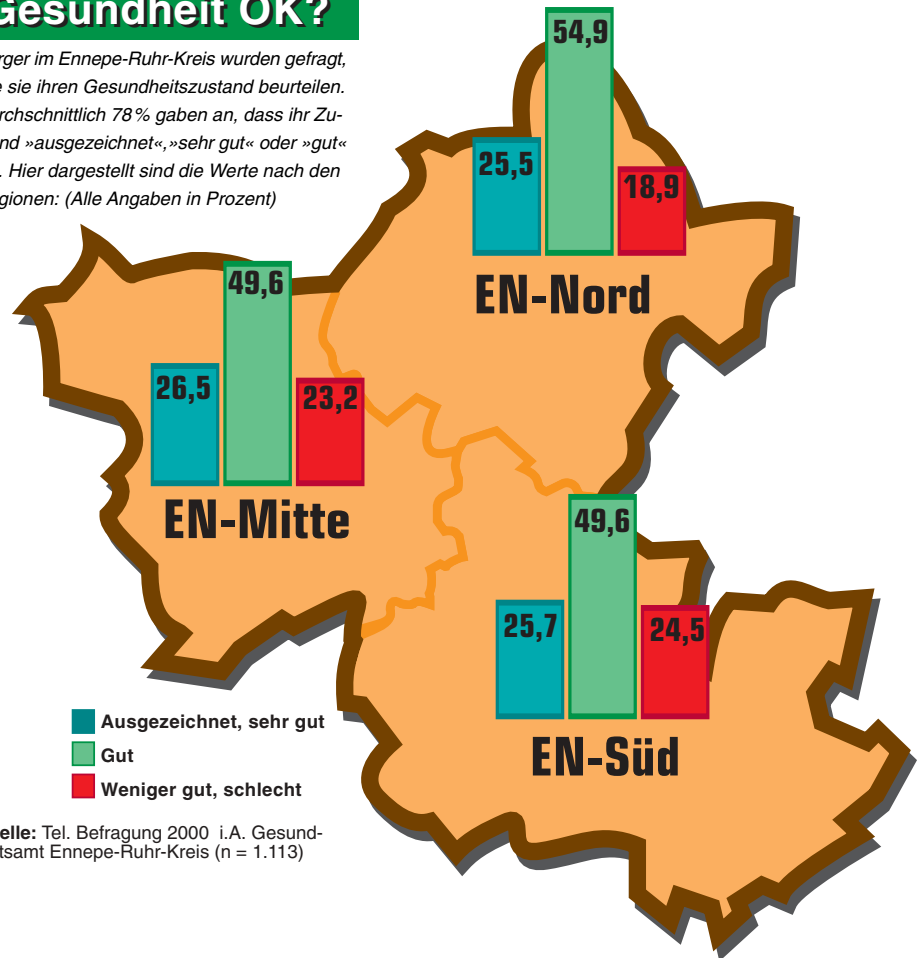 Gesundheit OK?
rger im Ennepe-Ruhr-Kreis wurden gefragt,
e sie ihren Gesundheitszustand beurteilen.
rchschnittlich 78% gaben an, dass ihr Zu-
nd »ausgezeichnet«,»sehr gut« oder »gut«
. Hier dargestellt sind die Werte nach den
gionen: (Alle Angaben in Prozent)
54,9
25,5
18,9
EN-Nord
49,6
26,5
23,2
EN-Mitte
49,6
25,7
24,5
EN-Süd
Ausgezeichnet, sehr gut
Gut
Weniger gut, schlecht
elle: Tel. Befragung 2000 i.A. Gesund-
tsamt Ennepe-Ruhr-Kreis (n = 1.113)